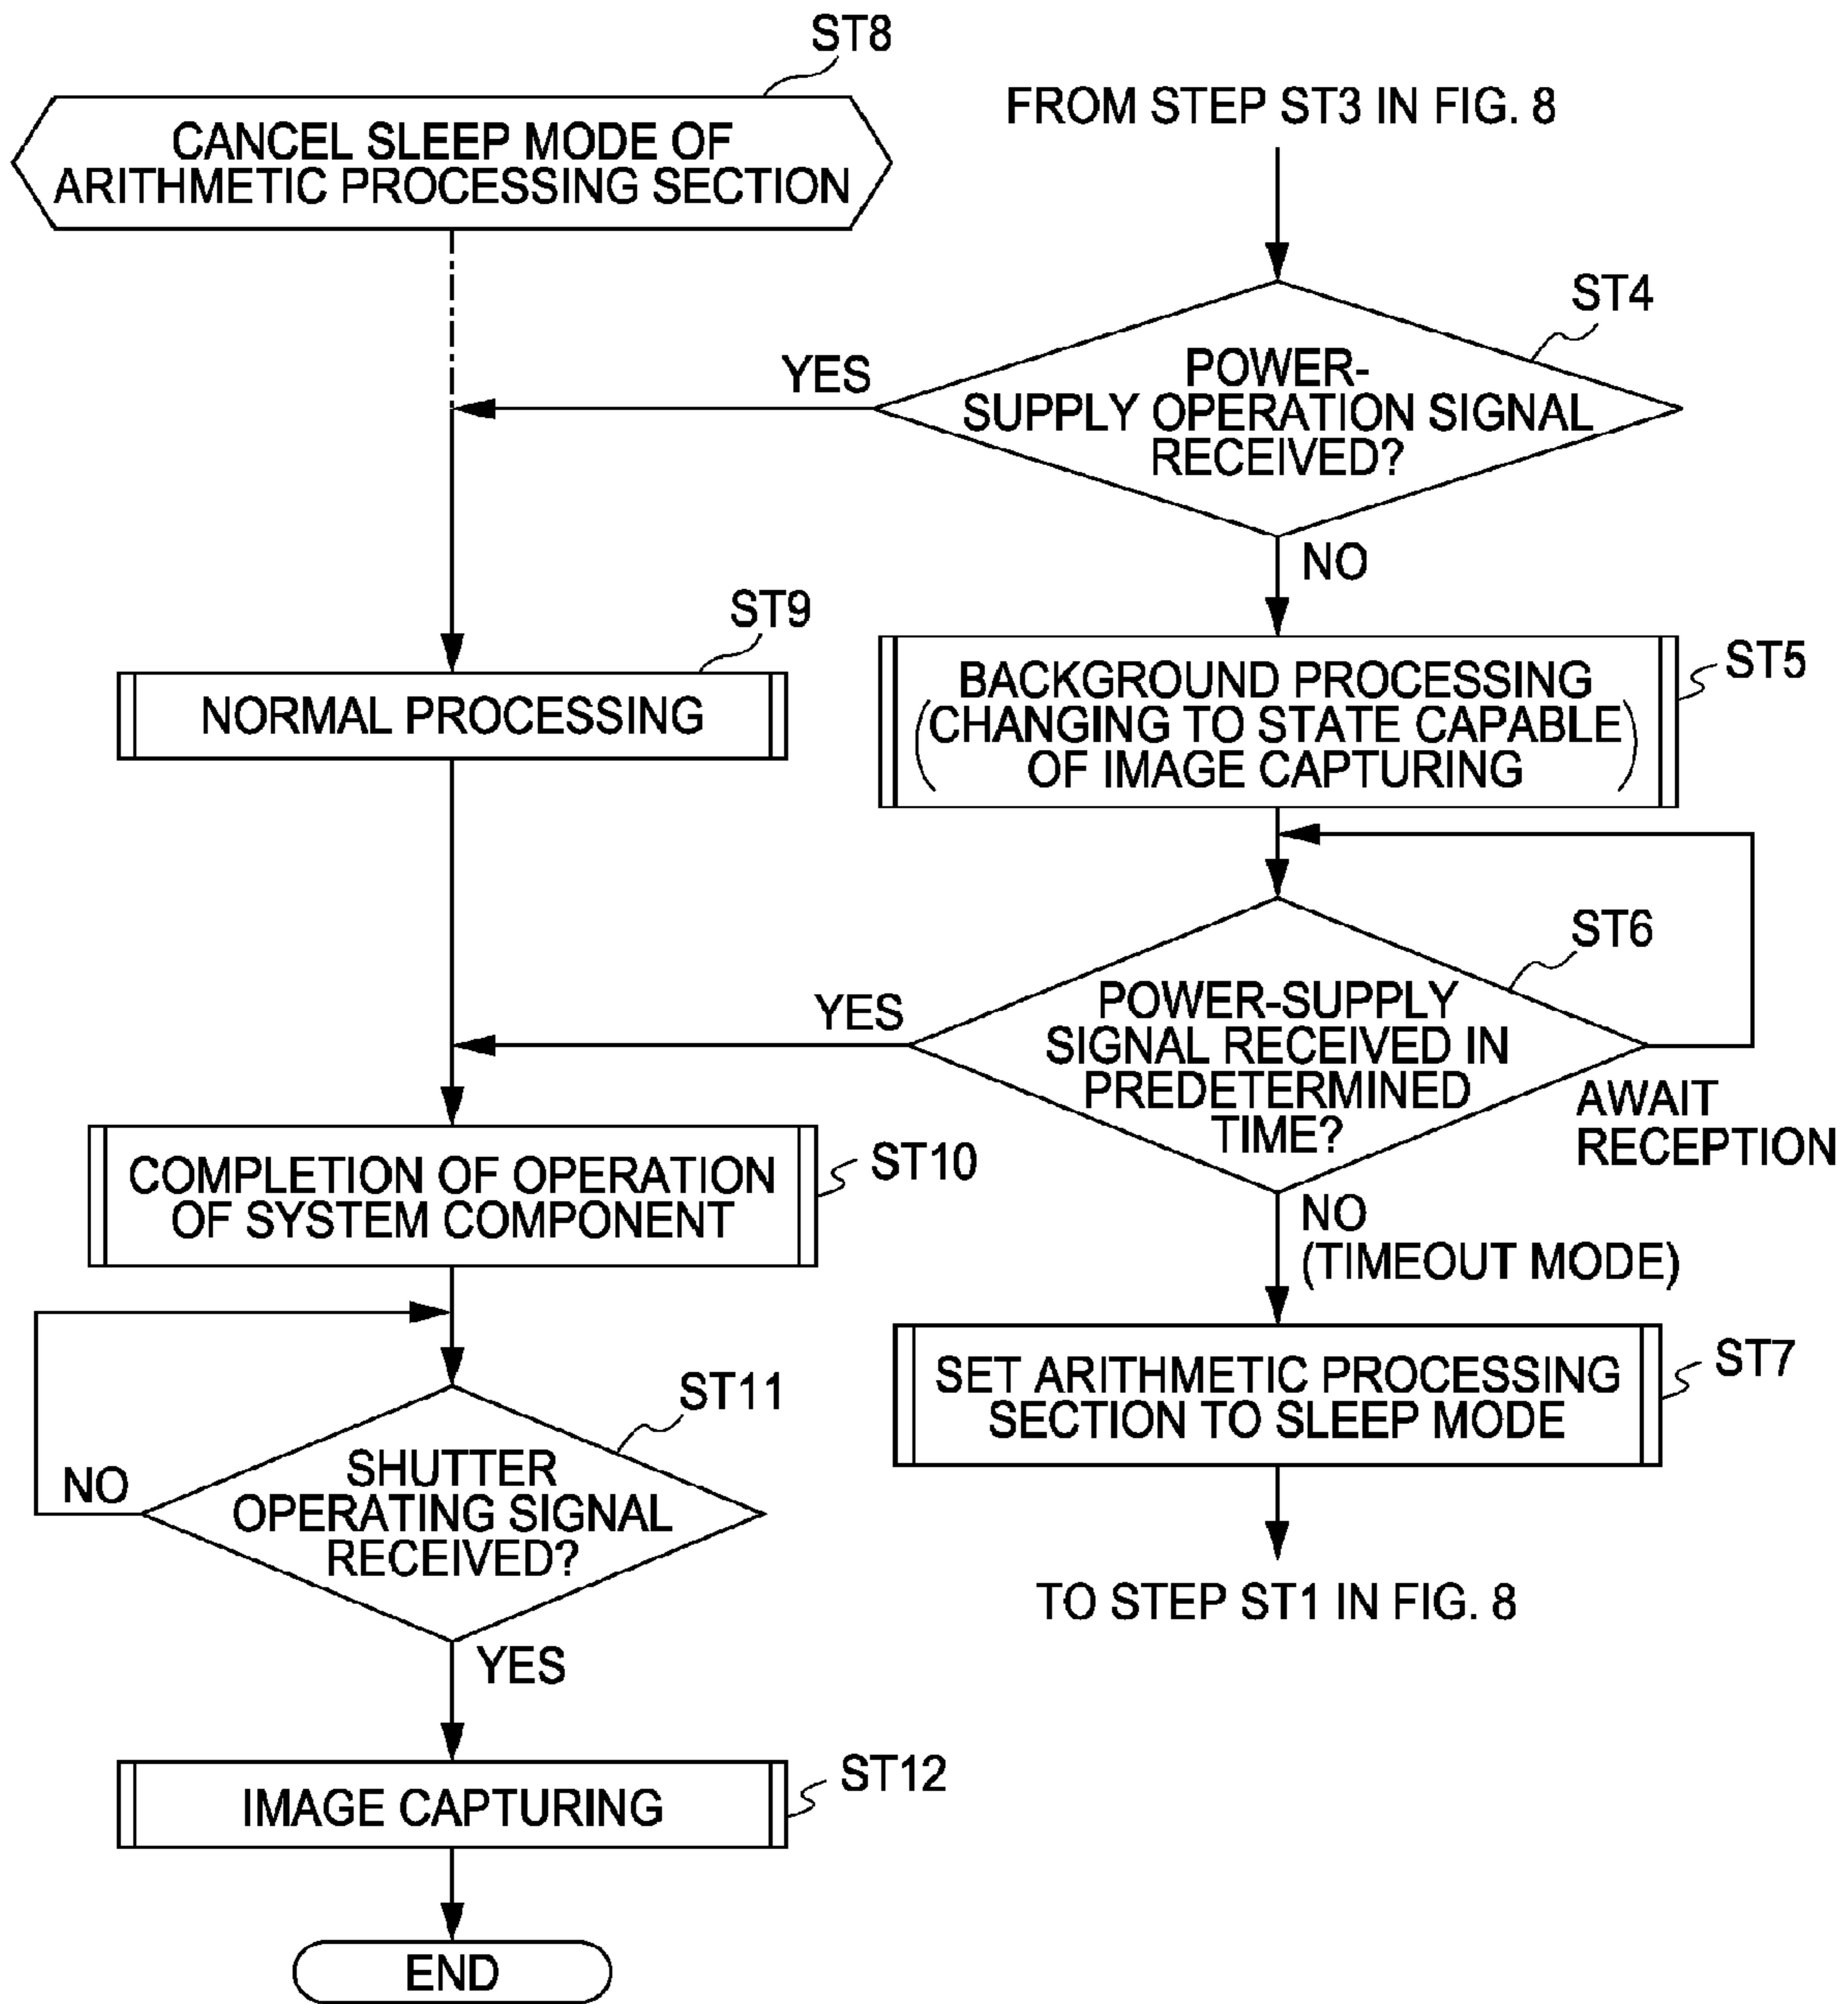 ST8
CANCEL SLEEP MODE OF
ARITHMETIC PROCESSING SECTION
FROM STEP ST3 IN FIG. 8
ST4
POWER-
SUPPLY OPERATION SIGNAL
RECEIVED?
YES
NO
ST9
NORMAL PROCESSING
ST5
BACKGROUND PROCESSING
(CHANGING TO STATE CAPABLE
OF IMAGE CAPTURING)
ST6
POWER-SUPPLY
SIGNAL RECEIVED IN
PREDETERMINED
TIME?
YES
AWAIT
RECEPTION
NO
(TIMEOUT MODE)
ST10
COMPLETION OF OPERATION
OF SYSTEM COMPONENT
ST7
SET ARITHMETIC PROCESSING
SECTION TO SLEEP MODE
TO STEP ST1 IN FIG. 8
ST11
SHUTTER
OPERATING SIGNAL
RECEIVED?
NO
YES
ST12
IMAGE CAPTURING
END